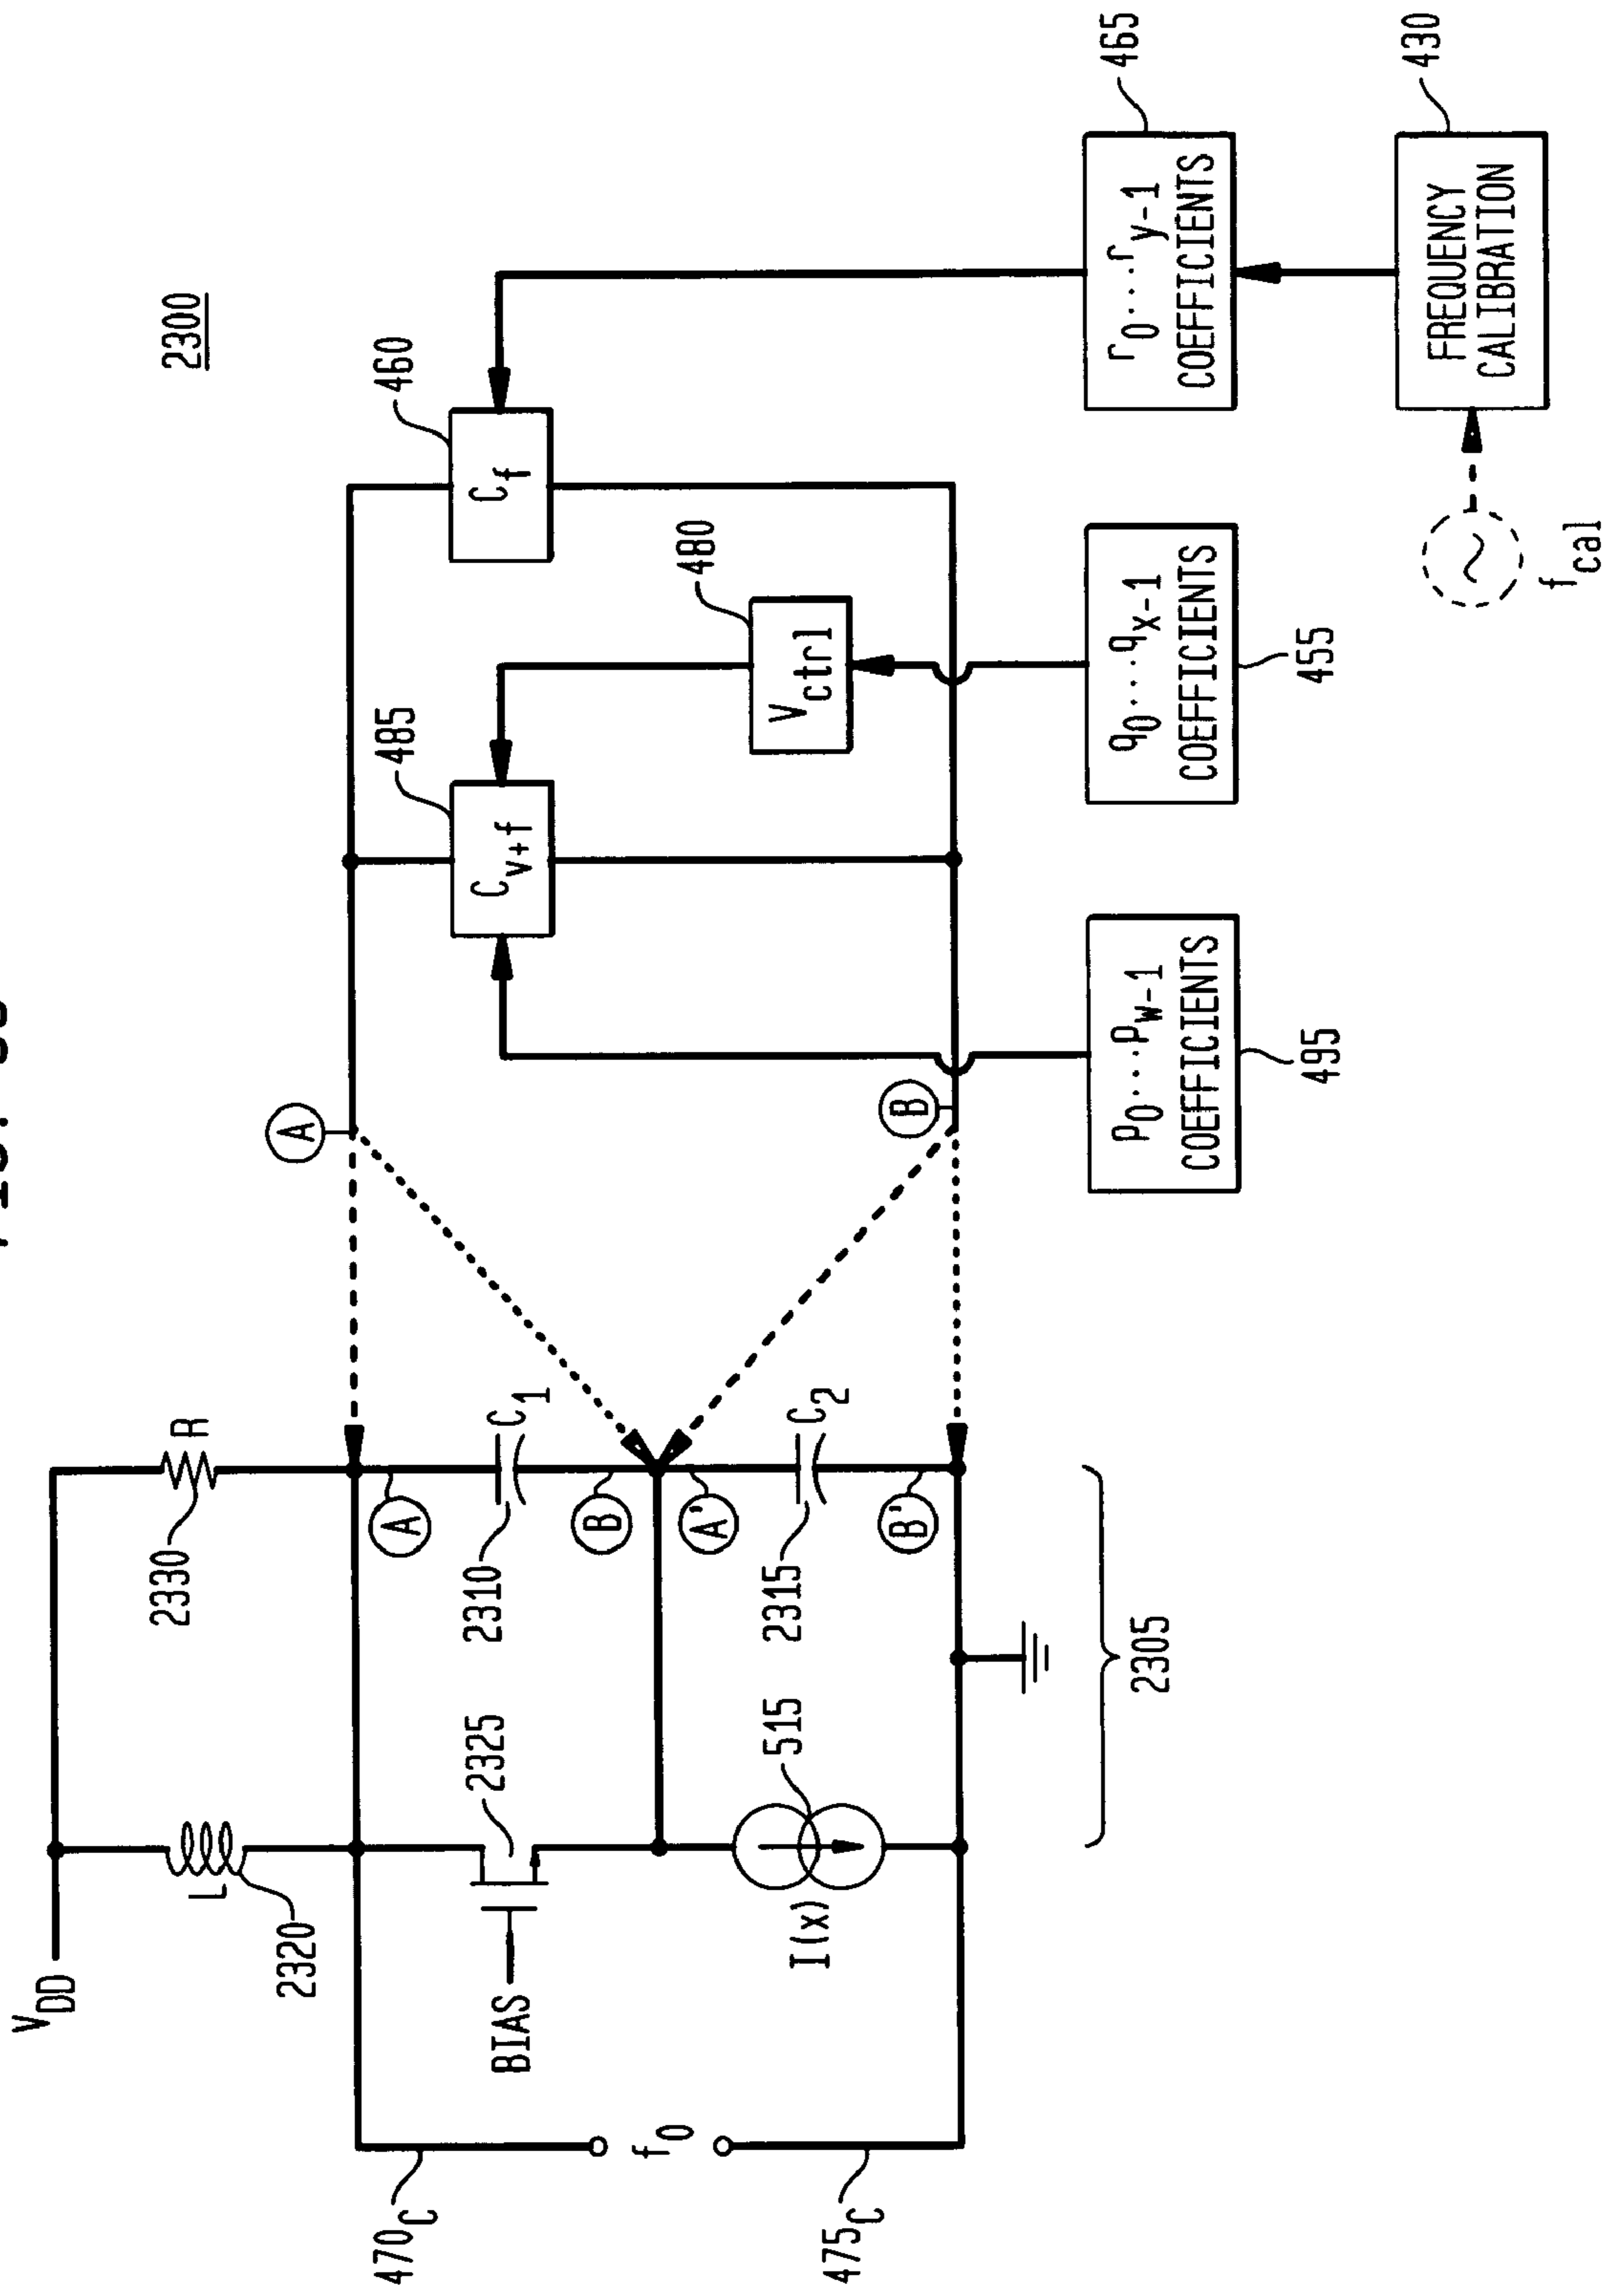 2300
V_DD
L
2320
R
2330
470_C
475_C
f_0
BIAS
2325
I(x)
515
A
2310
C_1
B
A'
2315
C_2
B'
2305
A
B
485
C_v+f
460
C_f
480
V_ctrl
p_0...p_w-1
COEFFICIENTS
495
q_0...q_x-1
COEFFICIENTS
455
r_0...r_y-1
COEFFICIENTS
465
FREQUENCY
CALIBRATION
430
f_cal
~